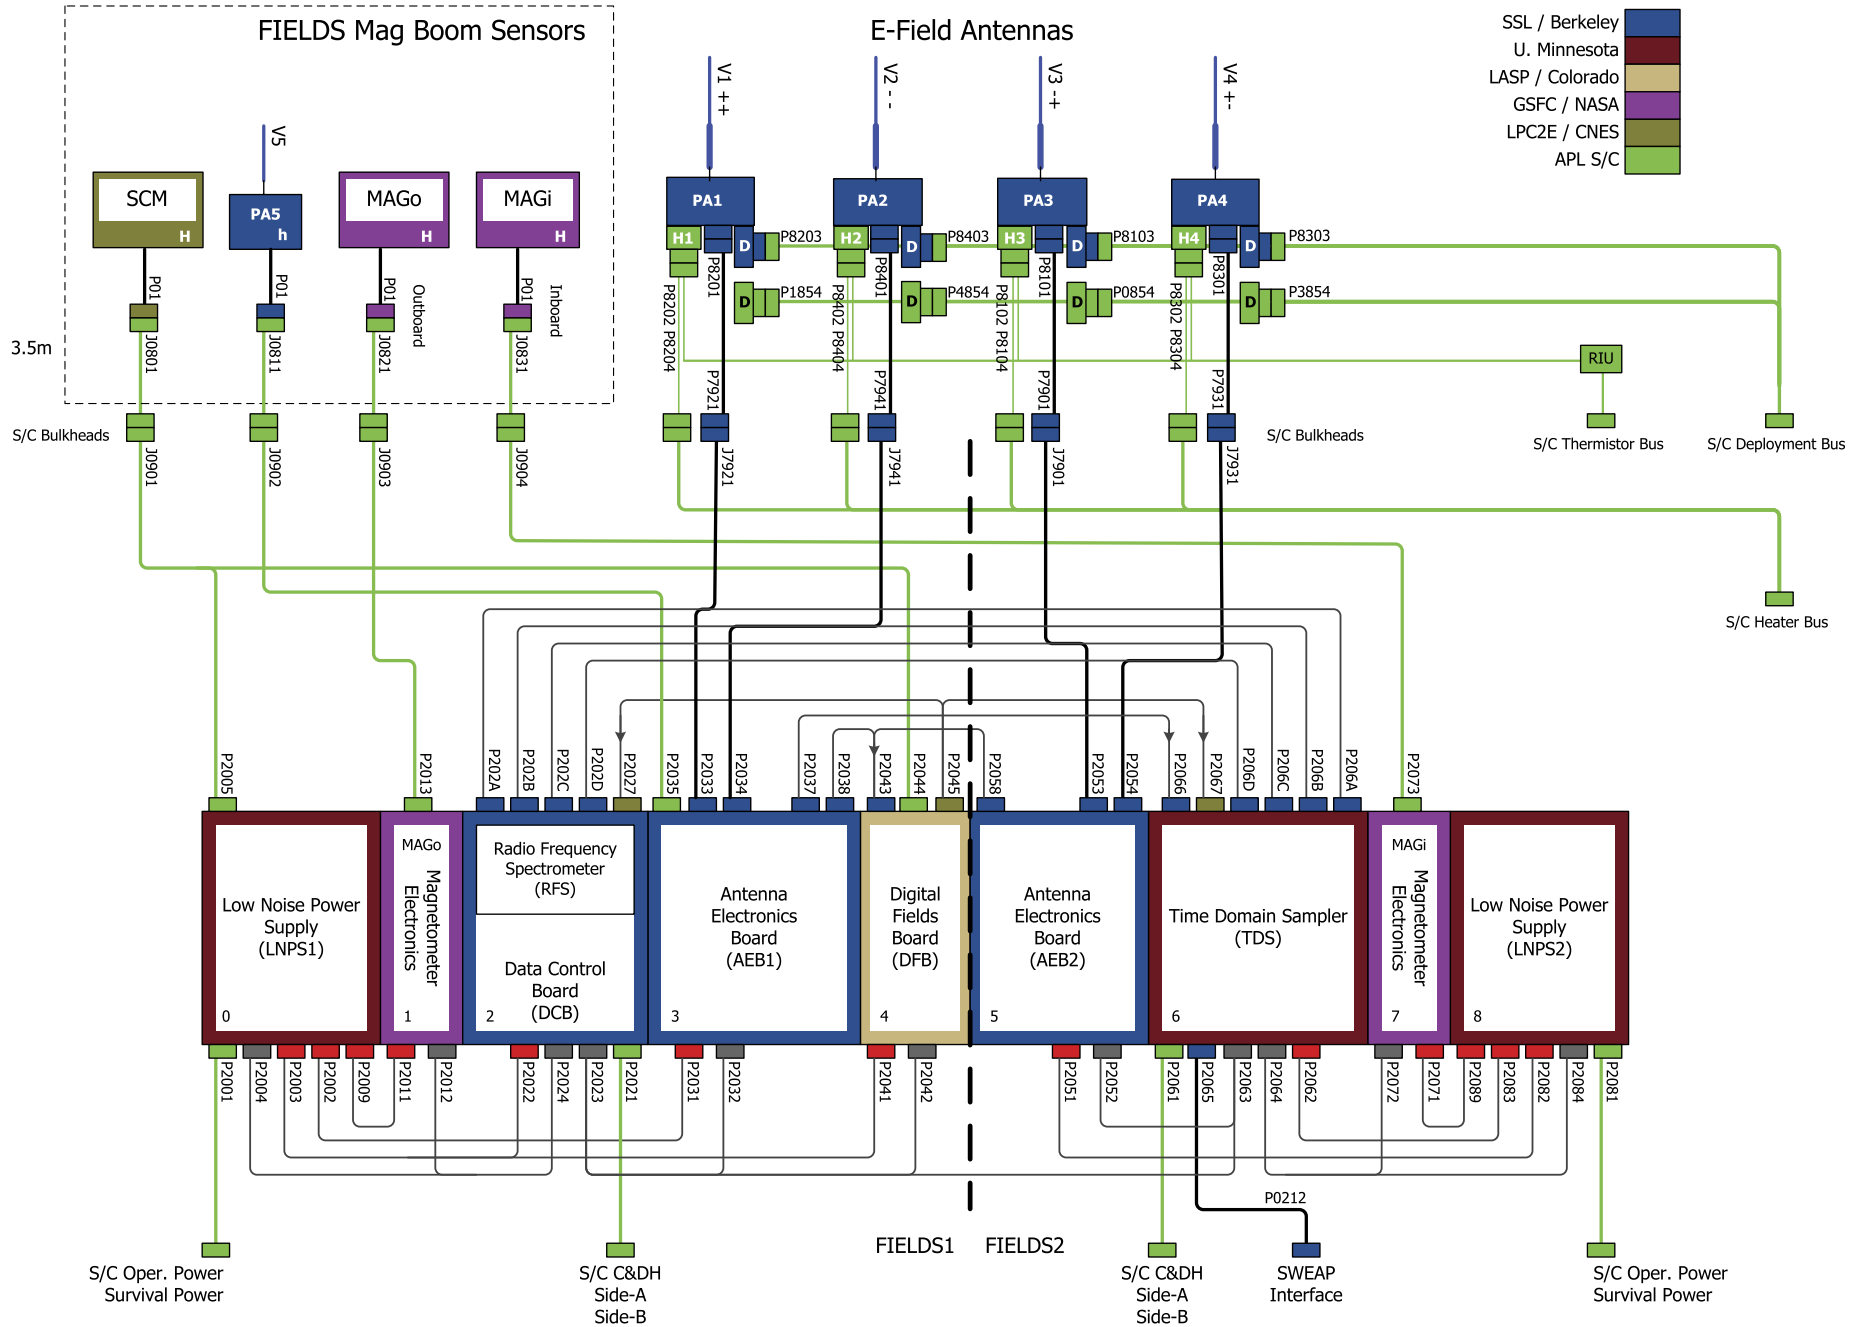 FIELDS Mag Boom Sensors
E-Field Antennas
SSL / Berkeley
U. Minnesota
LASP / Colorado
GSFC / NASA
LPC2E / CNES
APL S/C
V1 ++
V2 - -
V3 -+
V4 +-
V5
SCM
H
PA5
h
MAGo
H
MAGi
H
PA1
PA2
PA3
PA4
H1
D
P8203
H2
D
P8403
H3
D
P8103
H4
D
P8303
P01
P01
P01
Outboard
P01
Inboard
P8201
P8401
P8101
P8301
D
P1854
D
P4854
D
P0854
D
P3854
J0801
J0811
J0821
J0831
P8202 P8204
P8402 P8404
P8102 P8104
P8302 P8304
3.5m
RIU
P7921
P7941
P7901
P7931
S/C Bulkheads
S/C Bulkheads
S/C Thermistor Bus
S/C Deployment Bus
J0901
J0902
J0903
J0904
J7921
J7941
J7901
J7931
S/C Heater Bus
P2005
P2013
P202A
P202B
P202C
P202D
P2027
P2035
P2033
P2034
P2037
P2038
P2043
P2044
P2045
P2058
P2053
P2054
P2066
P2067
P206D
P206C
P206B
P206A
P2073
Low Noise Power
Supply
(LNPS1)
0
MAGo
Magnetometer
Electronics
1
Radio Frequency
Spectrometer
(RFS)
Data Control
Board
(DCB)
2
Antenna
Electronics
Board
(AEB1)
3
Digital
Fields
Board
(DFB)
4
Antenna
Electronics
Board
(AEB2)
5
Time Domain Sampler
(TDS)
6
MAGi
Magnetometer
Electronics
7
Low Noise Power
Supply
(LNPS2)
8
P2001
P2004
P2003
P2002
P2009
P2011
P2012
P2022
P2024
P2023
P2021
P2031
P2032
P2041
P2042
P2051
P2052
P2061
P2065
P2063
P2064
P2062
P2072
P2071
P2089
P2083
P2082
P2084
P2081
P0212
FIELDS1
FIELDS2
S/C Oper. Power
Survival Power
S/C C&DH
Side-A
Side-B
S/C C&DH
Side-A
Side-B
SWEAP
Interface
S/C Oper. Power
Survival Power